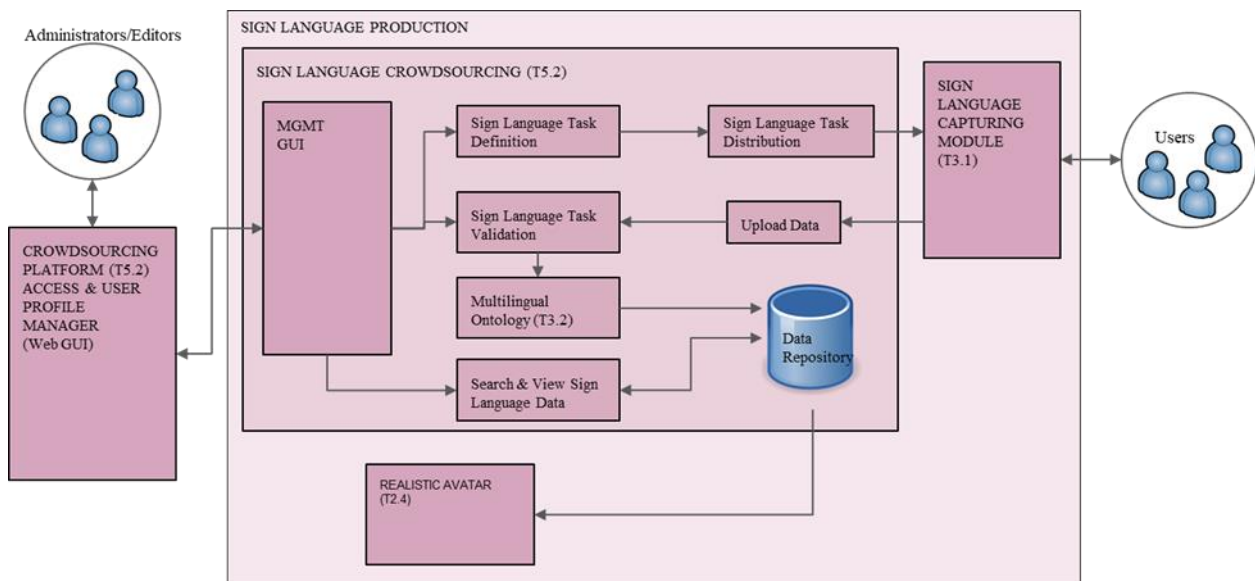 Administrators/Editors
SIGN LANGUAGE PRODUCTION
SIGN LANGUAGE CROWDSOURCING (T5.2)
MGMT
GUI
Sign Language Task
Definition
Sign Language Task
Distribution
SIGN
LANGUAGE
CAPTURING
MODULE
(T3.1)
Users
Sign Language Task
Validation
Upload Data
CROWDSOURCING
PLATFORM (T5.2)
ACCESS & USER
PROFILE
MANAGER
(Web GUI)
Multilingual
Ontology (T3.2)
Data
Repository
Search & View Sign
Language Data
REALISTIC AVATAR
(T2.4)